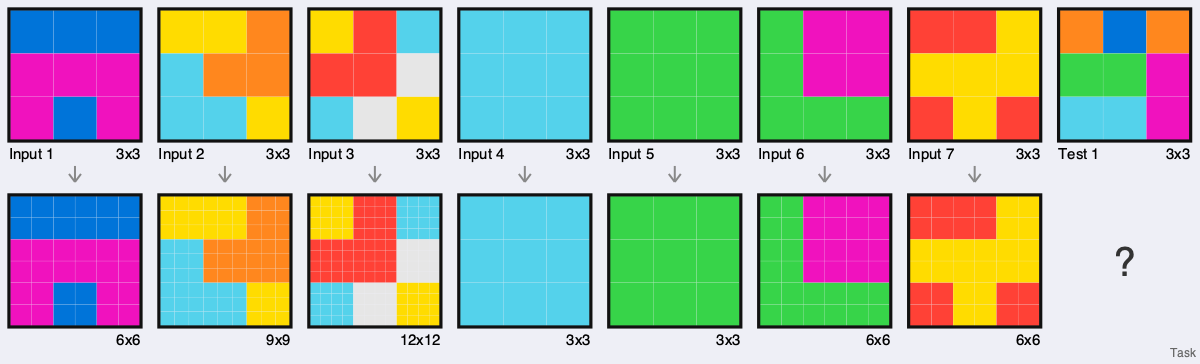 Input 1 3x3
Input 2 3x3
Input 3 3x3
Input 4 3x3
Input 5 3x3
Input 6 3x3
Input 7 3x3
Test 1 3x3
6x6
9x9
12x12
3x3
3x3
6x6
6x6
?
Task